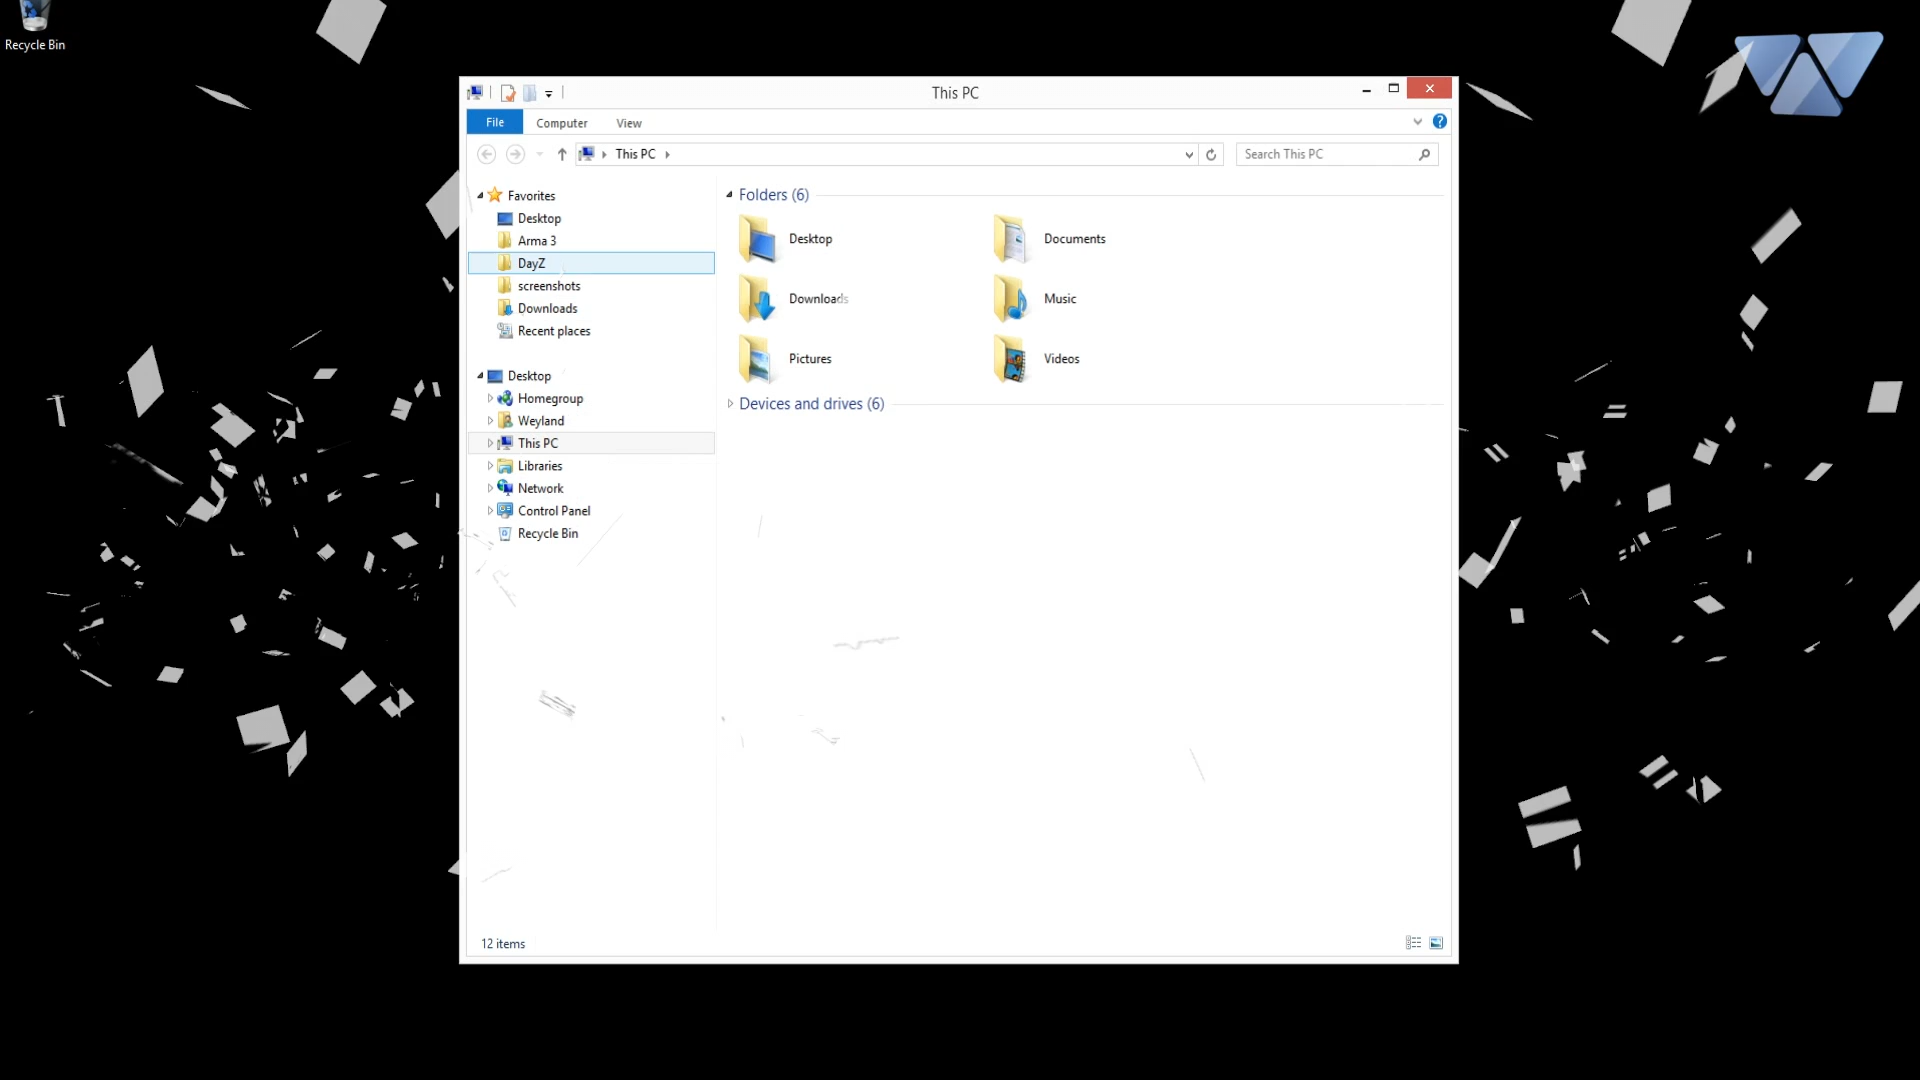 Recycle Bin
This PC
File
Computer
View
This PC
Search This PC
Favorites
Desktop
Arma 3
DayZ
screenshots
Downloads
Recent places
Desktop
Homegroup
Weyland
This PC
Libraries
Network
Control Panel
Recycle Bin
Folders (6)
Desktop
Documents
Downloads
Music
Pictures
Videos
Devices and drives (6)
12 items